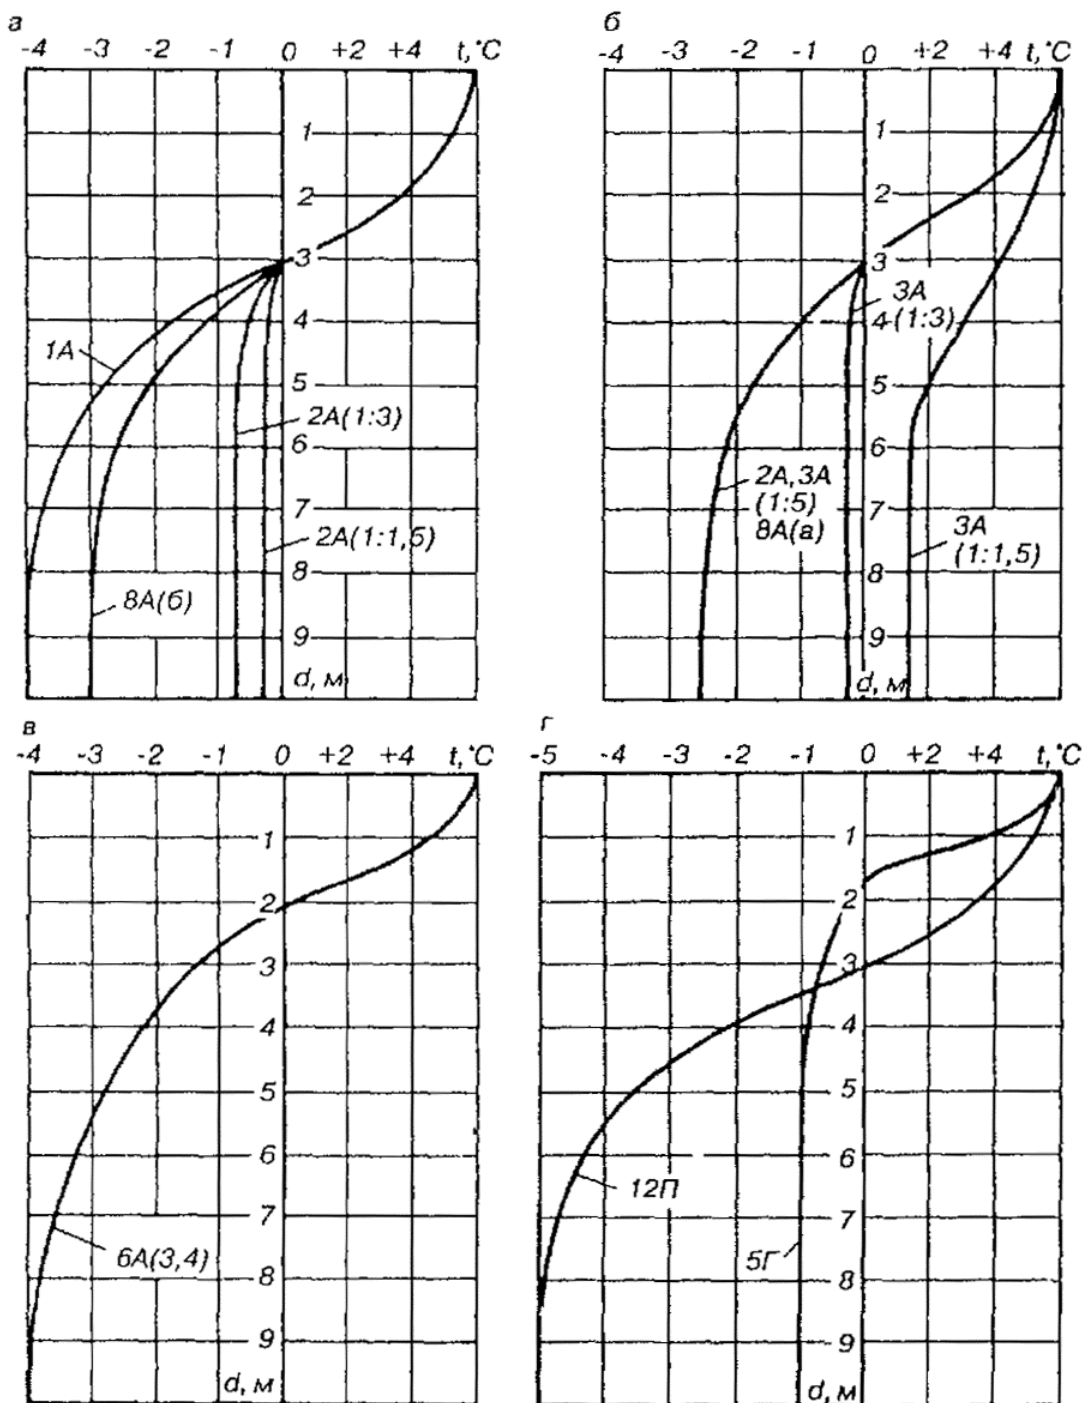 а
-4 -3 -2 -1 0 +2 +4 t,°C
1
2
3
4
1А
5
2А(1:3)
6
7
2А(1:1,5)
8
8А(б)
9
d, м
б
-4 -3 -2 -1 0 +2 +4 t,°C
1
2
3
3А
(1:3)
4
5
6
2А,3А
(1:5)
8А(а)
7
3А
(1:1,5)
8
9
d, м
в
-4 -3 -2 -1 0 +2 +4 t,°C
1
2
3
4
5
6
7
6А(3,4)
8
9
d, м
г
-5 -4 -3 -2 -1 0 +2 +4 t,°C
1
2
3
4
5
6
12П
7
5Г
8
9
d, м